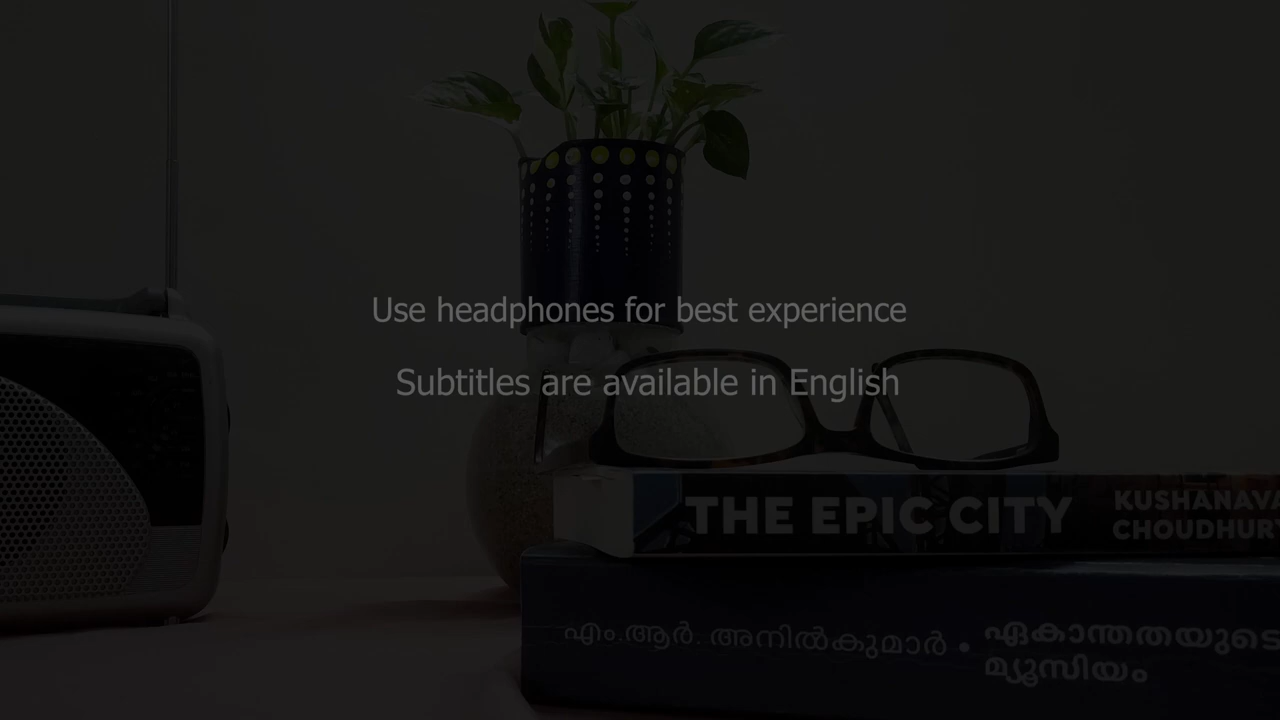 Use headphones for best experience
Subtitles are available in English
THE EPIC CITY
KUSHANAVA
CHOUDHURY
എം.ആർ. അനിൽകുമാർ • ഏകാന്തതയുടെ
മ്യൂസിയം